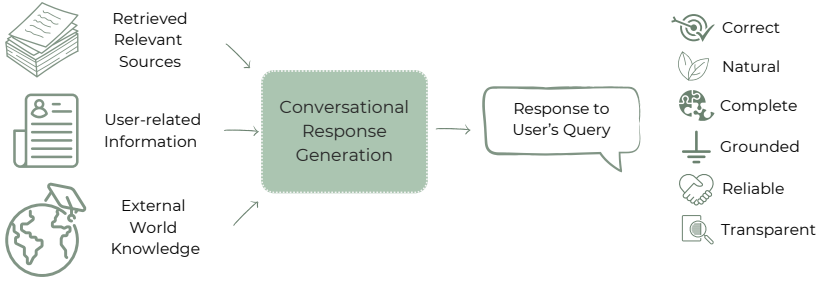 Retrieved
Relevant
Sources
User-related
Information
External
World
Knowledge
Conversational
Response
Generation
Response to
User's Query
Correct
Natural
Complete
Grounded
Reliable
Transparent